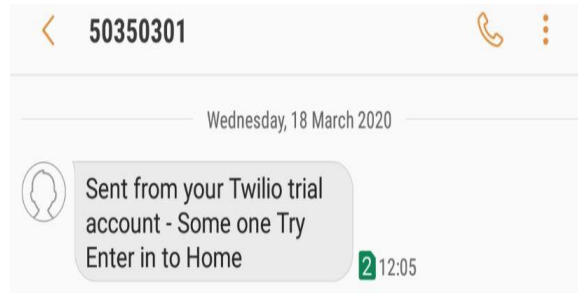 50350301
Wednesday, 18 March 2020
Sent from your Twilio trial
account - Some one Try
Enter in to Home
2 12:05